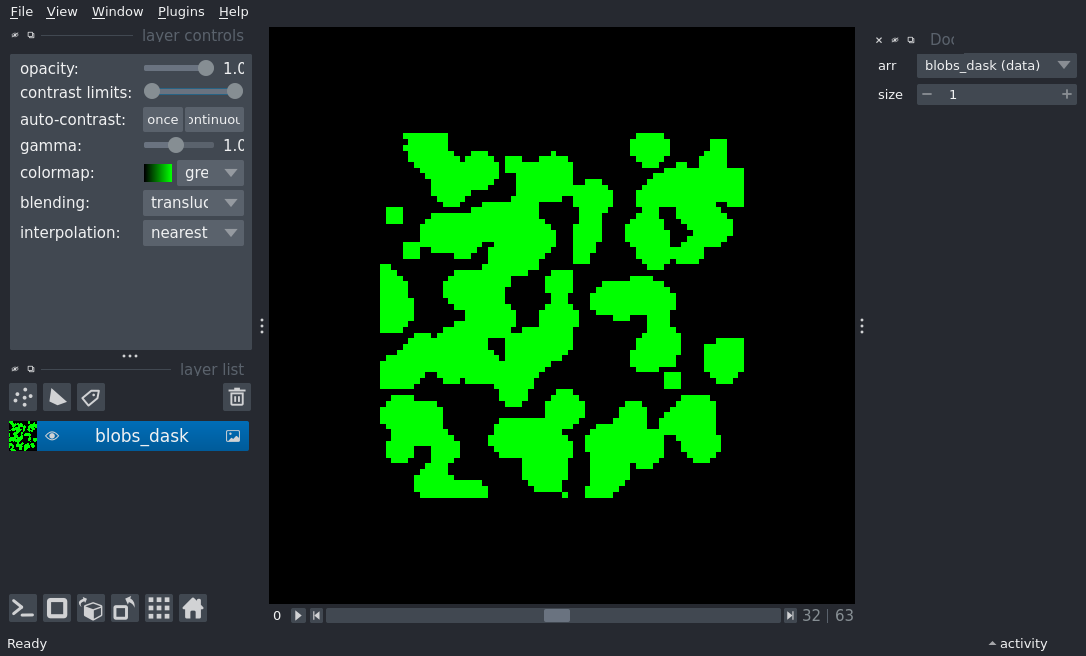 File View Window Plugins Help
layer controls
opacity: 1.0
contrast limits:
auto-contrast: once ontinuou
gamma: 1.0
colormap: gre
blending: transluc
interpolation: nearest
layer list
blobs_dask
Doc
arr blobs_dask (data)
size 1
0 32 | 63
Ready
activity